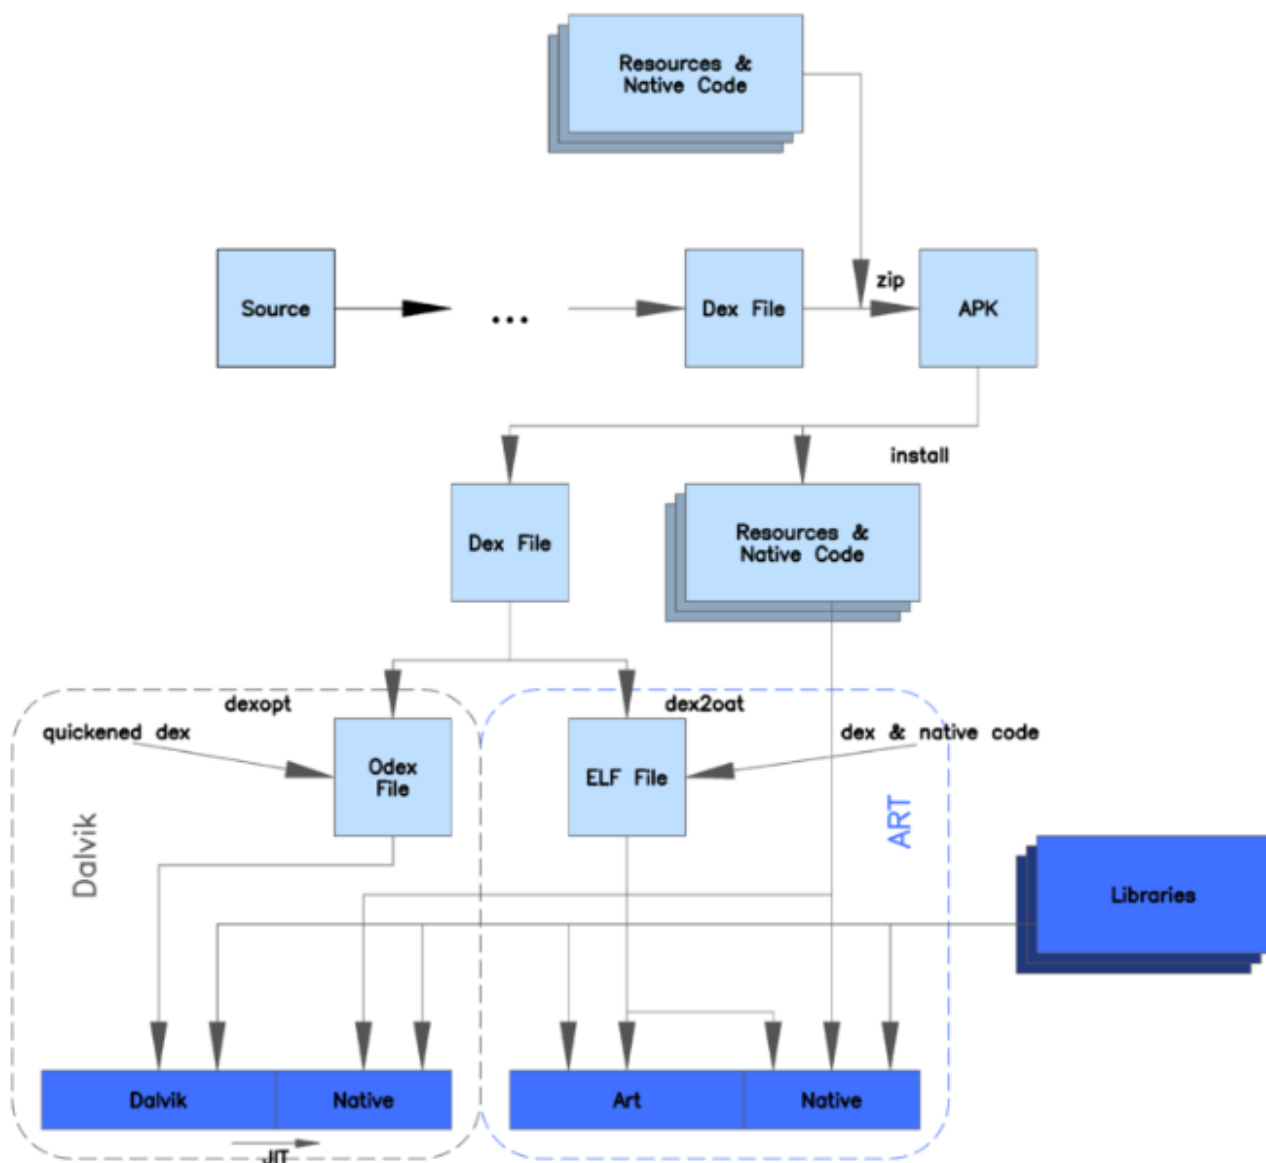 Resources &
Native Code
zip
Source
...
Dex File
APK
install
Dex File
Resources &
Native Code
dexopt
dex2oat
quickened dex
dex & native code
Odex
File
ELF File
Dalvik
ART
Libraries
Dalvik
Native
Art
Native
JIT